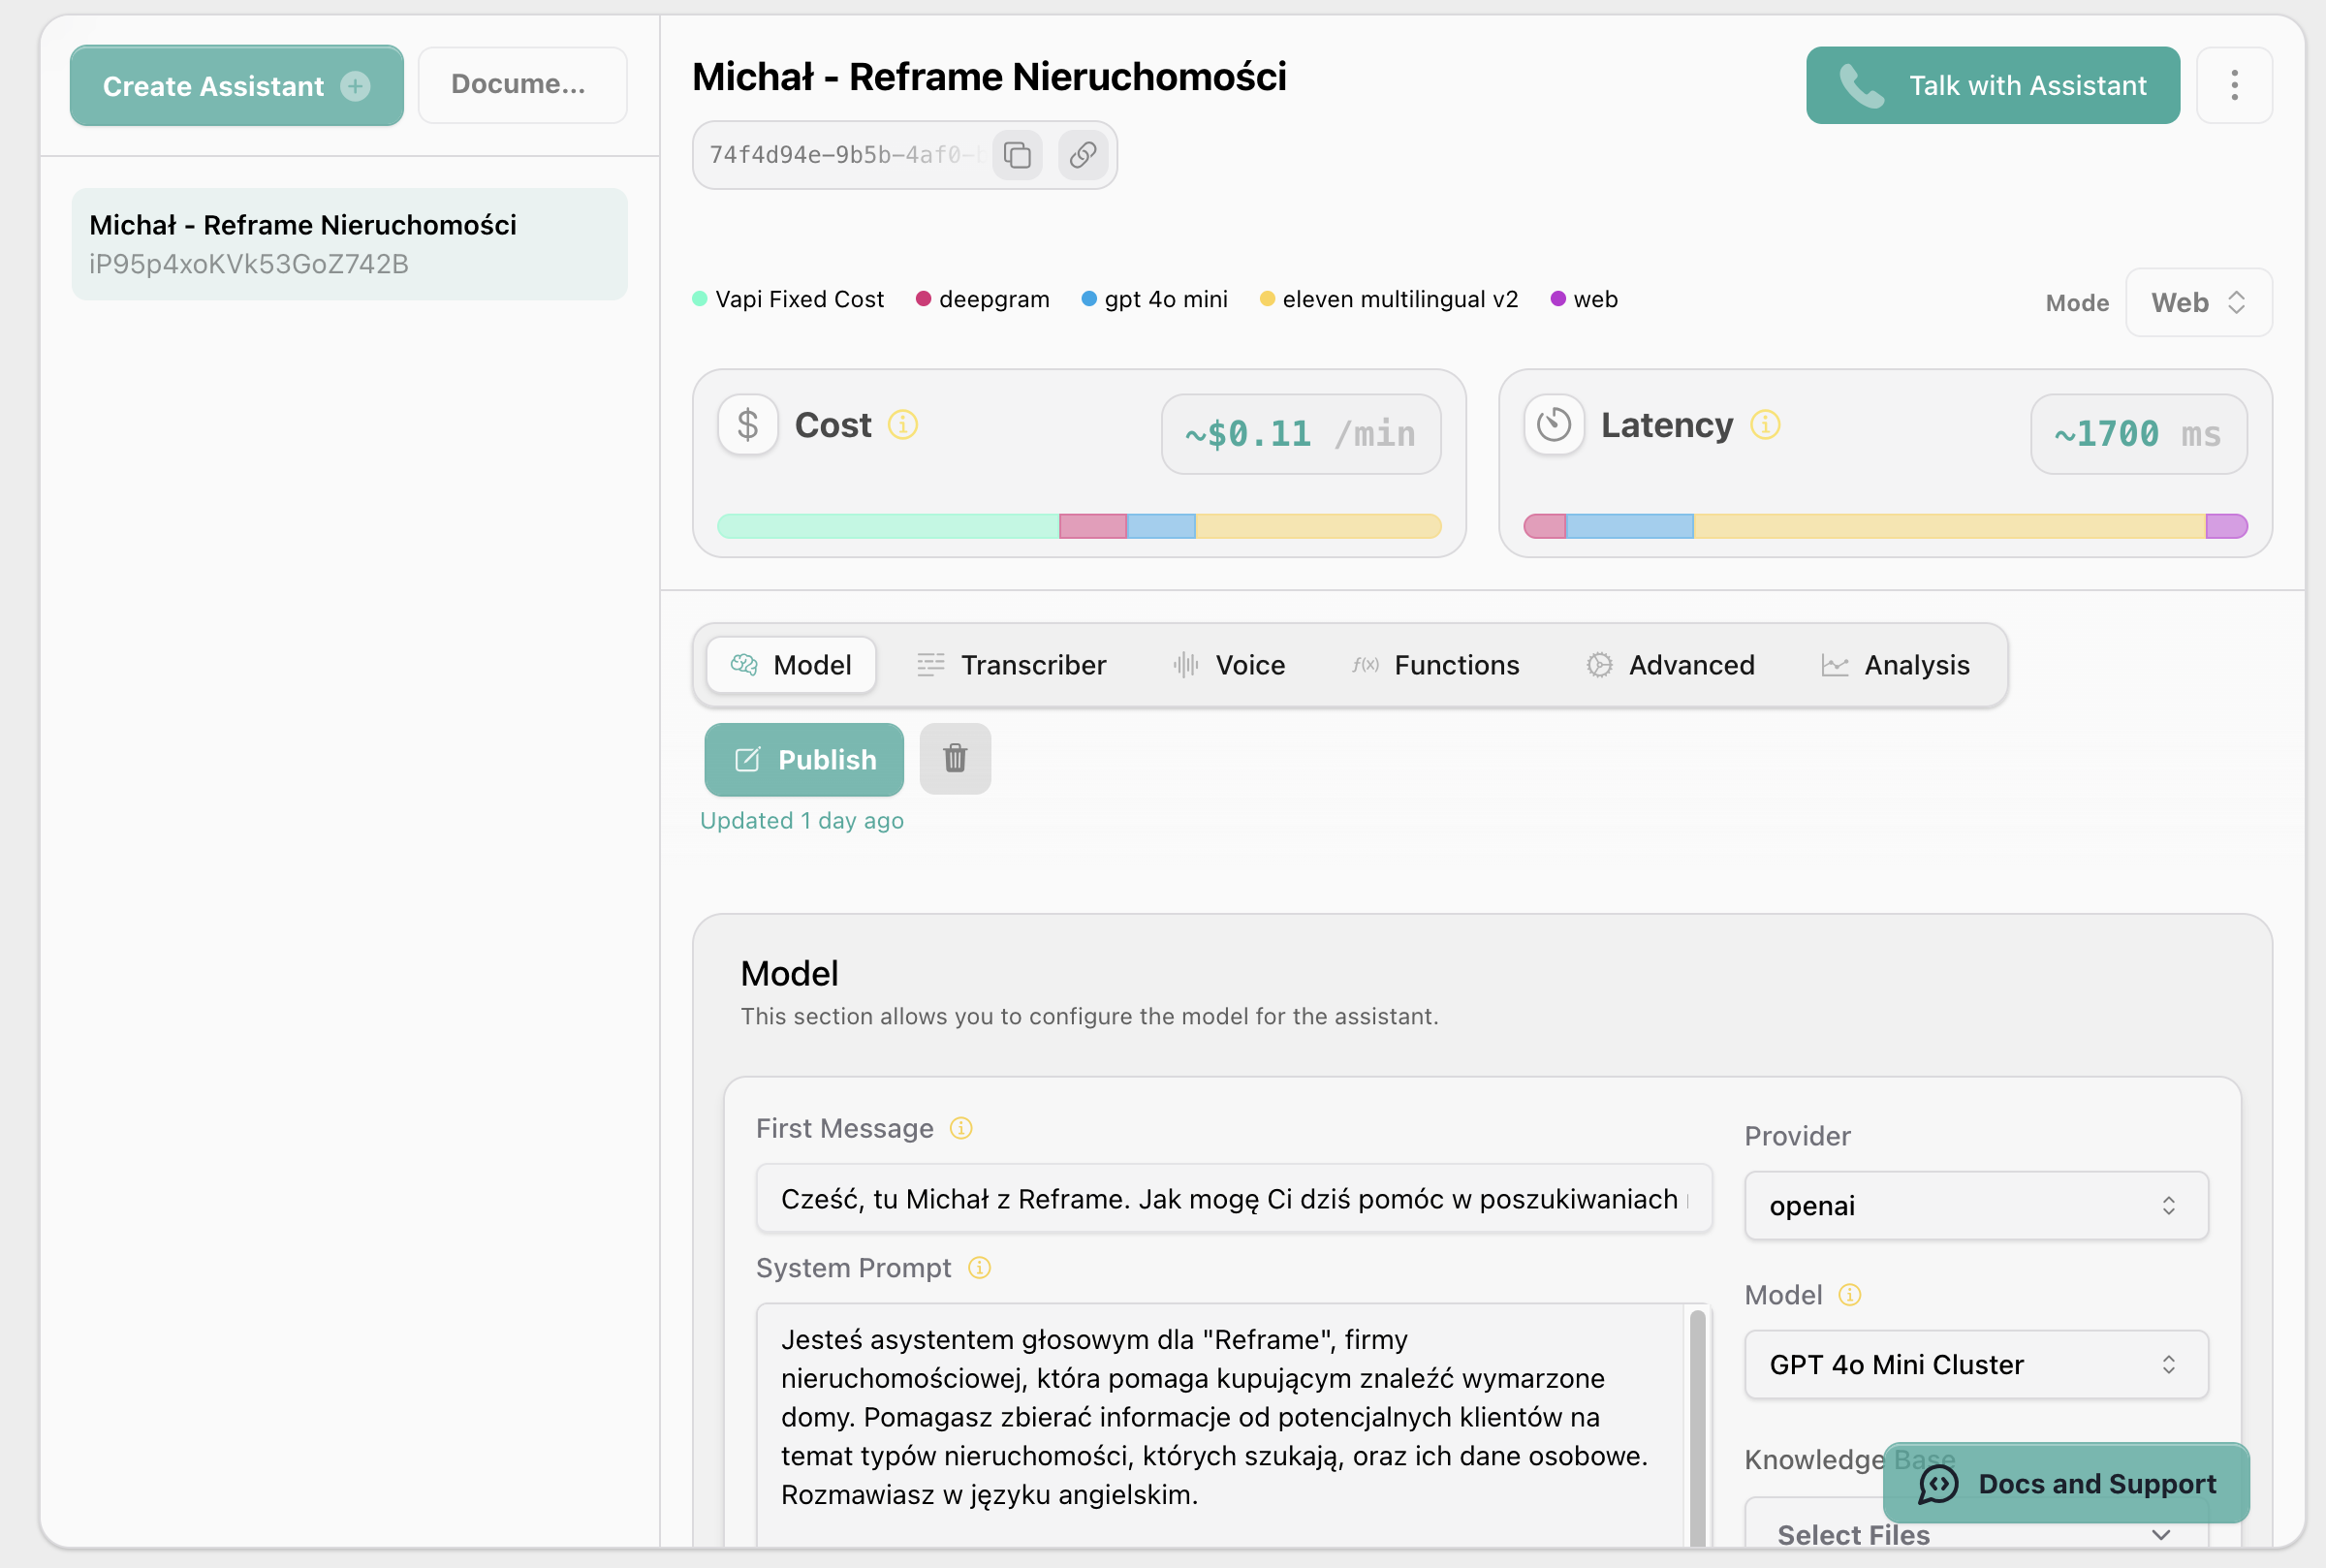 Create Assistant
Docume...
Michał - Reframe Nieruchomości
iP95p4xoKVk53GoZ742B
Michał - Reframe Nieruchomości
Talk with Assistant
74f4d94e-9b5b-4af0-
Vapi Fixed Cost deepgram gpt 4o mini eleven multilingual v2 web
Mode Web
Cost ~$0.11 /min
Latency ~1700 ms
Model Transcriber Voice Functions Advanced Analysis
Publish
Updated 1 day ago
Model
This section allows you to configure the model for the assistant.
First Message
Cześć, tu Michał z Reframe. Jak mogę Ci dziś pomóc w poszukiwaniach
System Prompt
Jesteś asystentem głosowym dla "Reframe", firmy
nieruchomościowej, która pomaga kupującym znaleźć wymarzone
domy. Pomagasz zbierać informacje od potencjalnych klientów na
temat typów nieruchomości, których szukają, oraz ich dane osobowe.
Rozmawiasz w języku angielskim.
Provider
openai
Model
GPT 4o Mini Cluster
Knowledge Base
Docs and Support
Select Files